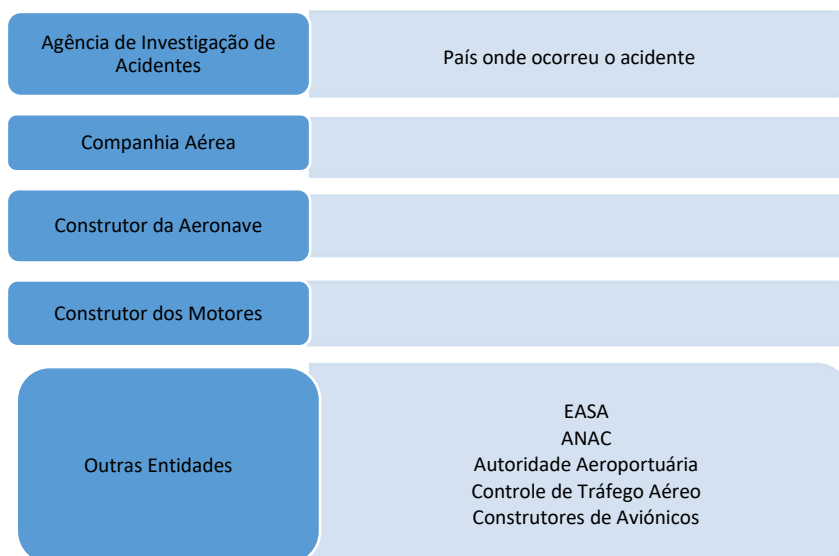 Agência de Investigação de
Acidentes
País onde ocorreu o acidente
Companhia Aérea
Construtor da Aeronave
Construtor dos Motores
Outras Entidades
EASA
ANAC
Autoridade Aeroportuária
Controle de Tráfego Aéreo
Construtores de Aviónicos